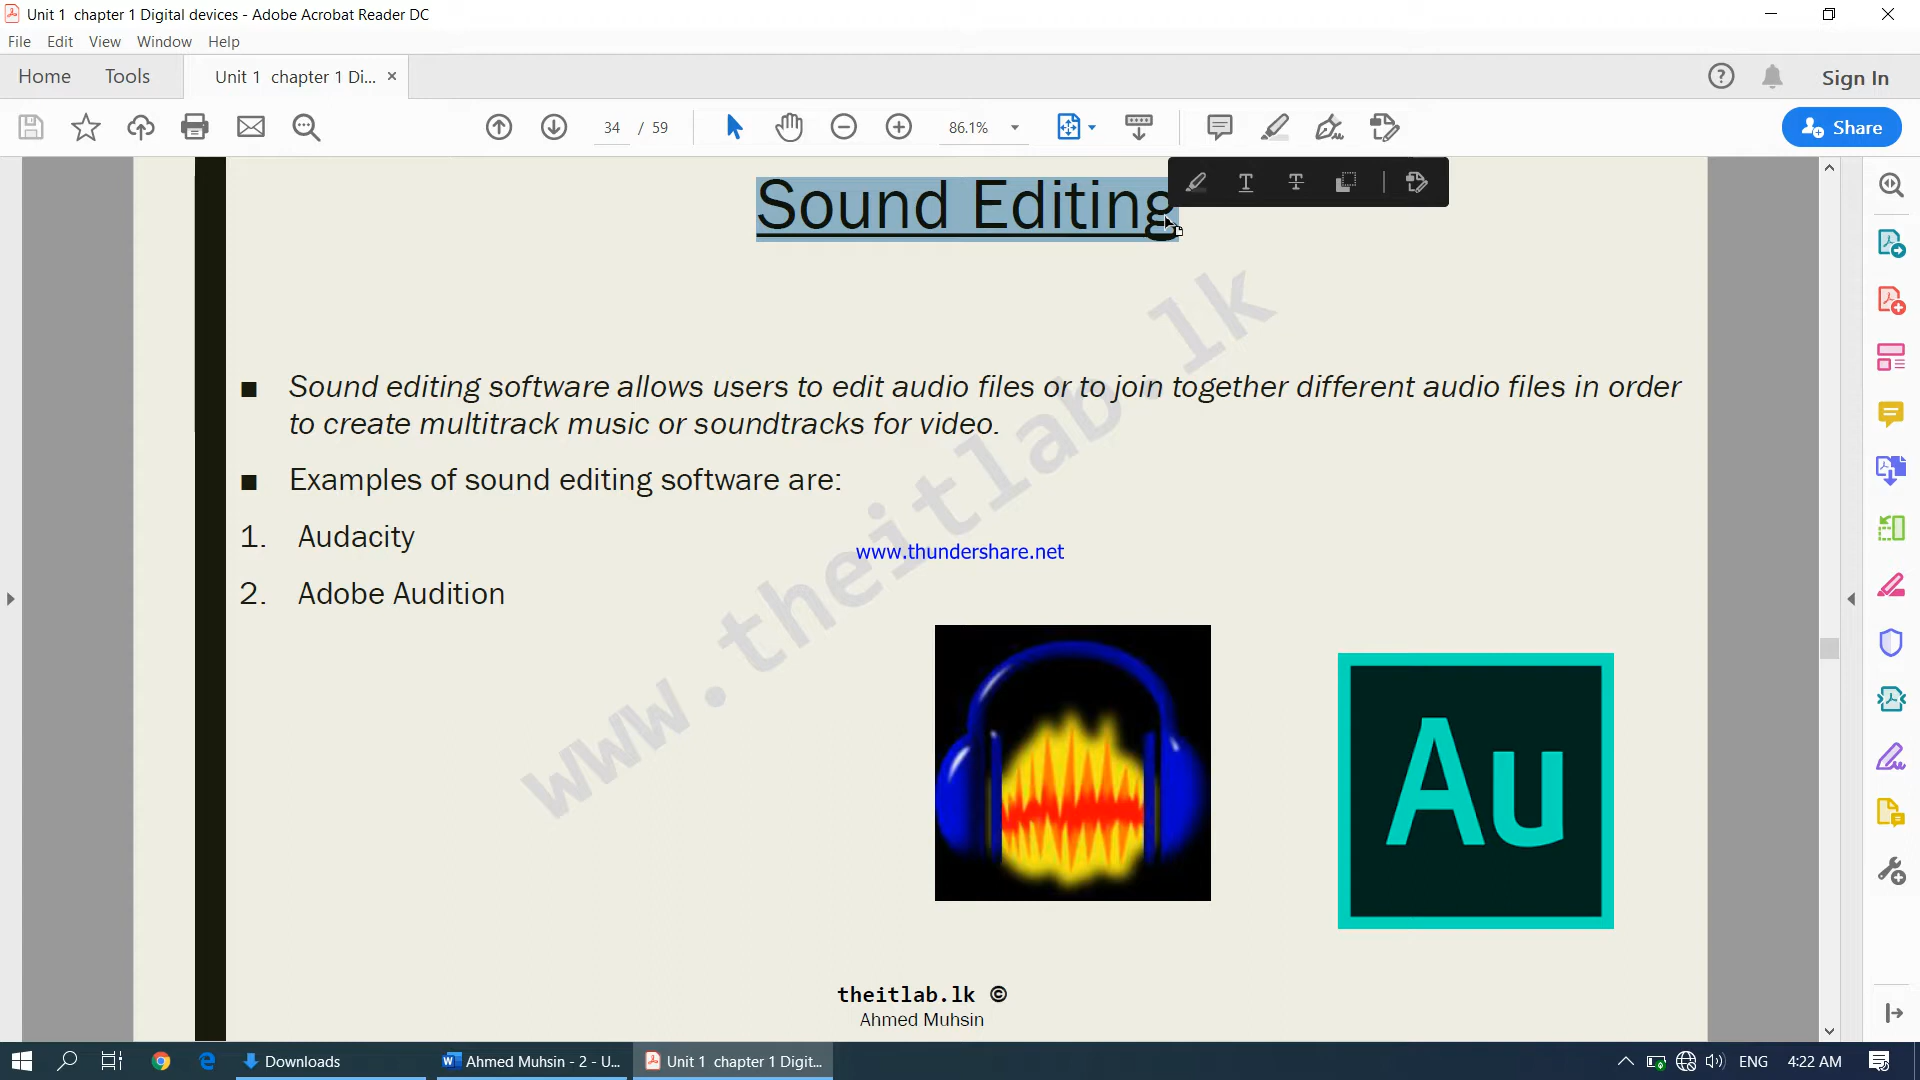 Unit 1  chapter 1 Digital devices - Adobe Acrobat Reader DC
File Edit View Window Help
Home Tools Unit 1  chapter 1 Di... × Sign In
34 / 59 86.1% Share
Sound Editing
■ Sound editing software allows users to edit audio files or to join together different audio files in order
to create multitrack music or soundtracks for video.
■ Examples of sound editing software are:
1. Audacity
www.thundershare.net
2. Adobe Audition
www.theitlab.lk
Au
theitlab.lk ©
Ahmed Muhsin
Downloads Ahmed Muhsin - 2 - U... Unit 1  chapter 1 Digit... ENG 4:22 AM